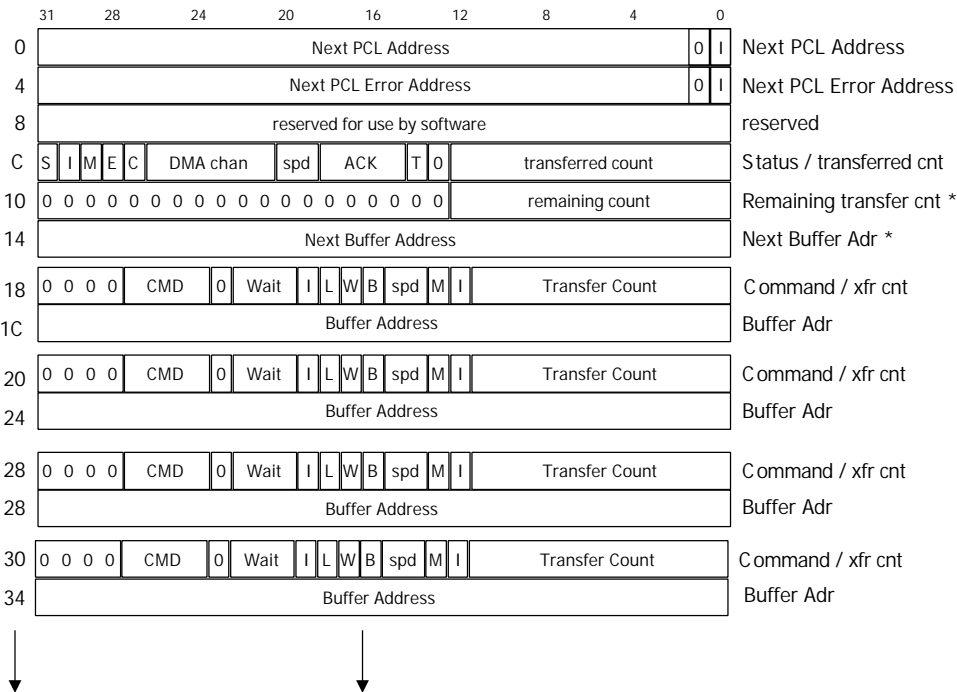 31 28 24 20 16 12 8 4 0
0 Next PCL Address 0 I Next PCL Address
4 Next PCL Error Address 0 I Next PCL Error Address
8 reserved for use by software reserved
C S I M E C DMA chan spd ACK T 0 transferred count Status / transferred cnt
10 0 0 0 0 0 0 0 0 0 0 0 0 0 0 0 0 0 0 0 remaining count Remaining transfer cnt *
14 Next Buffer Address Next Buffer Adr *
18 0 0 0 0 CMD 0 Wait I L W B spd M I Transfer Count Command / xfr cnt
1C Buffer Address Buffer Adr
20 0 0 0 0 CMD 0 Wait I L W B spd M I Transfer Count Command / xfr cnt
24 Buffer Address Buffer Adr
28 0 0 0 0 CMD 0 Wait I L W B spd M I Transfer Count Command / xfr cnt
28 Buffer Address Buffer Adr
30 0 0 0 0 CMD 0 Wait I L W B spd M I Transfer Count Command / xfr cnt
34 Buffer Address Buffer Adr